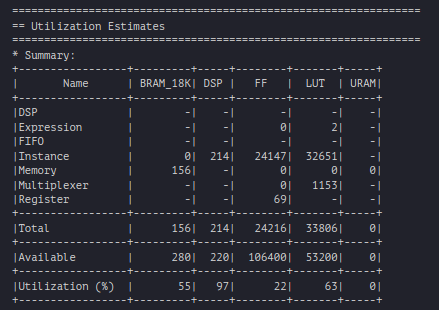 ================================================================
== Utilization Estimates
================================================================
* Summary:
+-----------------+---------+-----+--------+-------+-----+
|       Name      | BRAM_18K| DSP |   FF   |  LUT  | URAM|
+-----------------+---------+-----+--------+-------+-----+
|DSP              |        -|    -|       -|      -|    -|
|Expression       |        -|    -|       0|      2|    -|
|FIFO             |        -|    -|       -|      -|    -|
|Instance         |        0|  214|   24147|  32651|    -|
|Memory           |      156|    -|       0|      0|    0|
|Multiplexer      |        -|    -|       0|   1153|    -|
|Register         |        -|    -|      69|      -|    -|
+-----------------+---------+-----+--------+-------+-----+
|Total            |      156|  214|   24216|  33806|    0|
+-----------------+---------+-----+--------+-------+-----+
|Available        |      280|  220|  106400|  53200|    0|
+-----------------+---------+-----+--------+-------+-----+
|Utilization (%)  |       55|   97|      22|     63|    0|
+-----------------+---------+-----+--------+-------+-----+